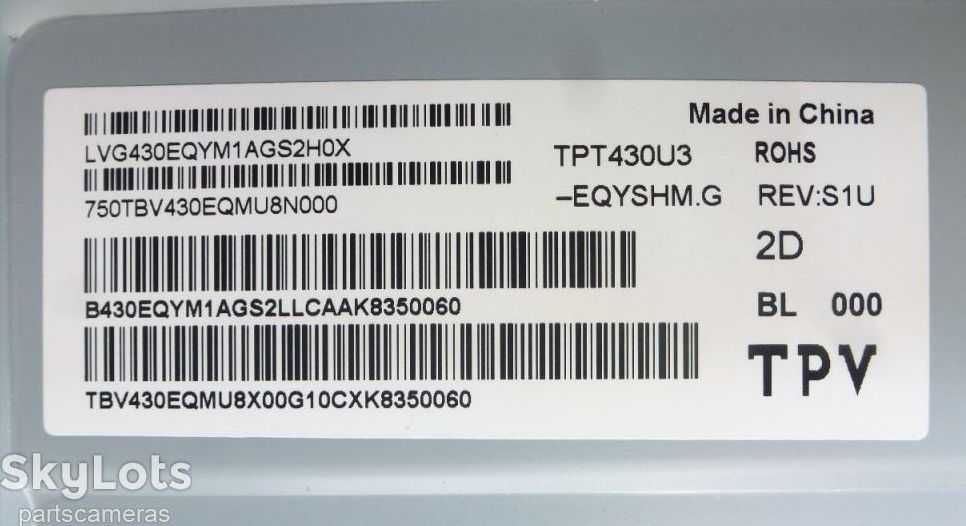 Made in China
LVG430EQYM1AGS2H0X
TPT430U3
ROHS
750TBV430EQMU8N000
–EQYSHM.G
REV:S1U
2D
B430EQYM1AGS2LLCAAK8350060
BL 000
TPV
TBV430EQMU8X00G10CXK8350060
SkyLots
partscameras